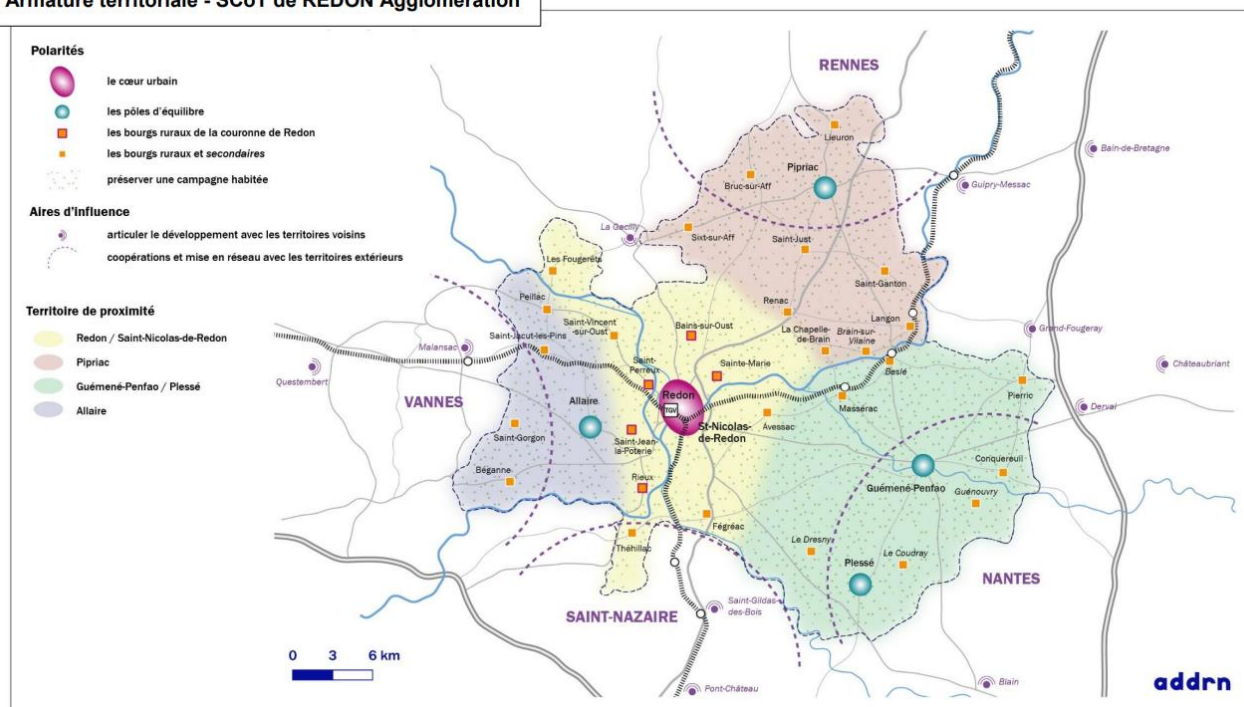 Armature territoriale - SCoT de REDON Agglomération
Polarités
le cœur urbain
les pôles d'équilibre
les bourgs ruraux de la couronne de Redon
les bourgs ruraux et secondaires
préserver une campagne habitée
Aires d'influence
articuler le développement avec les territoires voisins
coopérations et mise en réseau avec les territoires extérieurs
Territoire de proximité
Redon / Saint-Nicolas-de-Redon
Pipriac
Guémené-Penfao / Plessé
Allaire
RENNES
Lieuron
Bain-de-Bretagne
Pipriac
Bruc-sur-Aff
Guipry-Messac
La Gacilly
Sixt-sur-Aff
Saint-Just
Les Fougerêts
Saint-Ganton
Peillac
Renac
Langon
Saint-Vincent
-sur-Oust
Bains-sur-Oust
La Chapelle-
de-Brain
Brain-sur-
Vilaine
Grand-Fougeray
Saint-Jacut-les-Pins
Malansac
Saint-
Perreux
Sainte-Marie
Beslé
Châteaubriant
Questembert
VANNES
Allaire
Redon
TGV
Massérac
Pierric
Derval
Saint-Gorgon
Saint-Jean-
la-Poterie
St-Nicolas-
de-Redon
Avessac
Conquereuil
Béganne
Rieux
Guémené-Penfao
Guénouvry
Fégréac
Théhillac
Le Dresny
Le Coudray
Plessé
NANTES
SAINT-NAZAIRE
Saint-Gildas-
des-Bois
0 3 6 km
Pont-Château
Blain
addrn